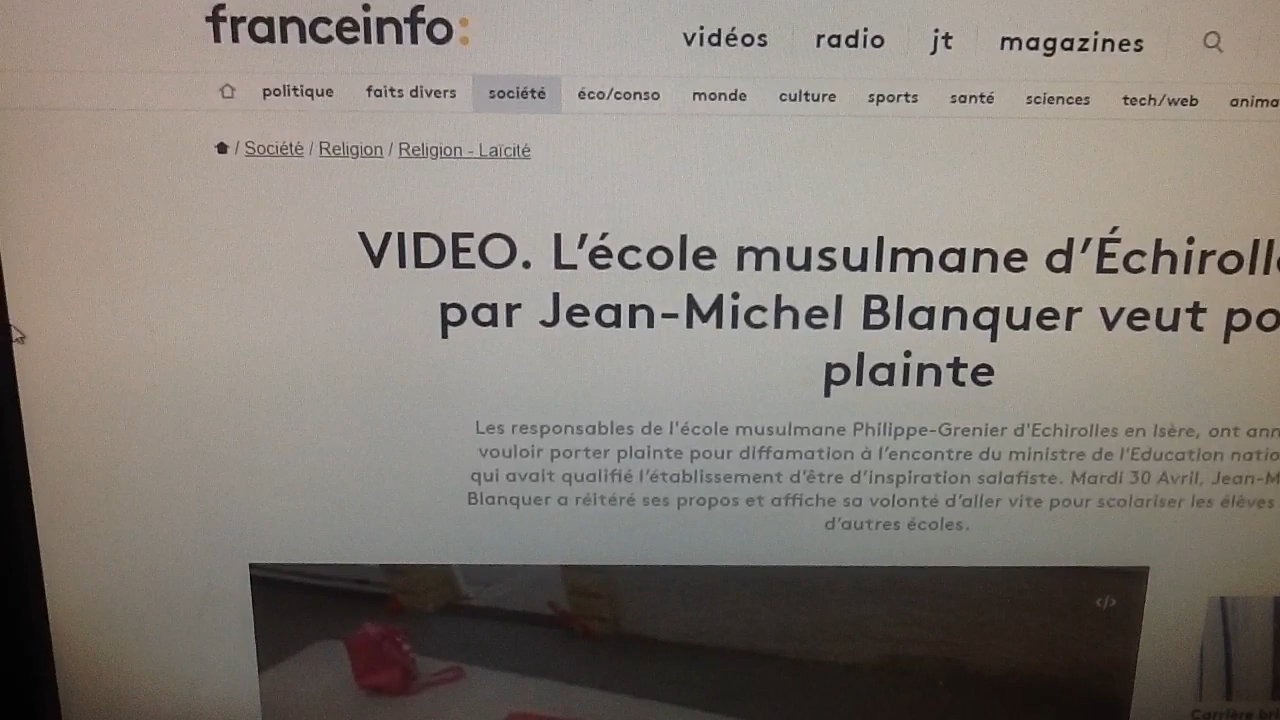 franceinfo:
vidéos radio jt magazines
politique faits divers société éco/conso monde culture sports santé sciences tech/web
/ Société / Religion / Religion - Laïcité
VIDEO. L'école musulmane
par Jean-Michel Blanquer veut
plainte
Les responsables de l'école musulmane Philippe-Grenier d'Echirolles en Isère, ont
vouloir porter plainte pour diffamation à l'encontre du ministre de l'Education
qui avait qualifié l'établissement d'être d'inspiration salafiste. Mardi 30 Avril,
Blanquer a réitéré ses propos et affiche sa volonté d'aller vite pour scolariser les élèves
d'autres écoles.